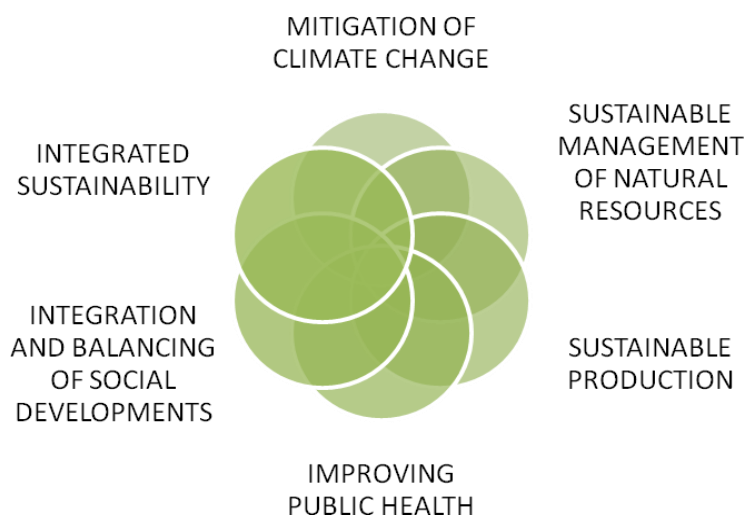 MITIGATION OF
CLIMATE CHANGE
SUSTAINABLE
MANAGEMENT
OF NATURAL
RESOURCES
SUSTAINABLE
PRODUCTION
IMPROVING
PUBLIC HEALTH
INTEGRATION
AND BALANCING
OF SOCIAL
DEVELOPMENTS
INTEGRATED
SUSTAINABILITY